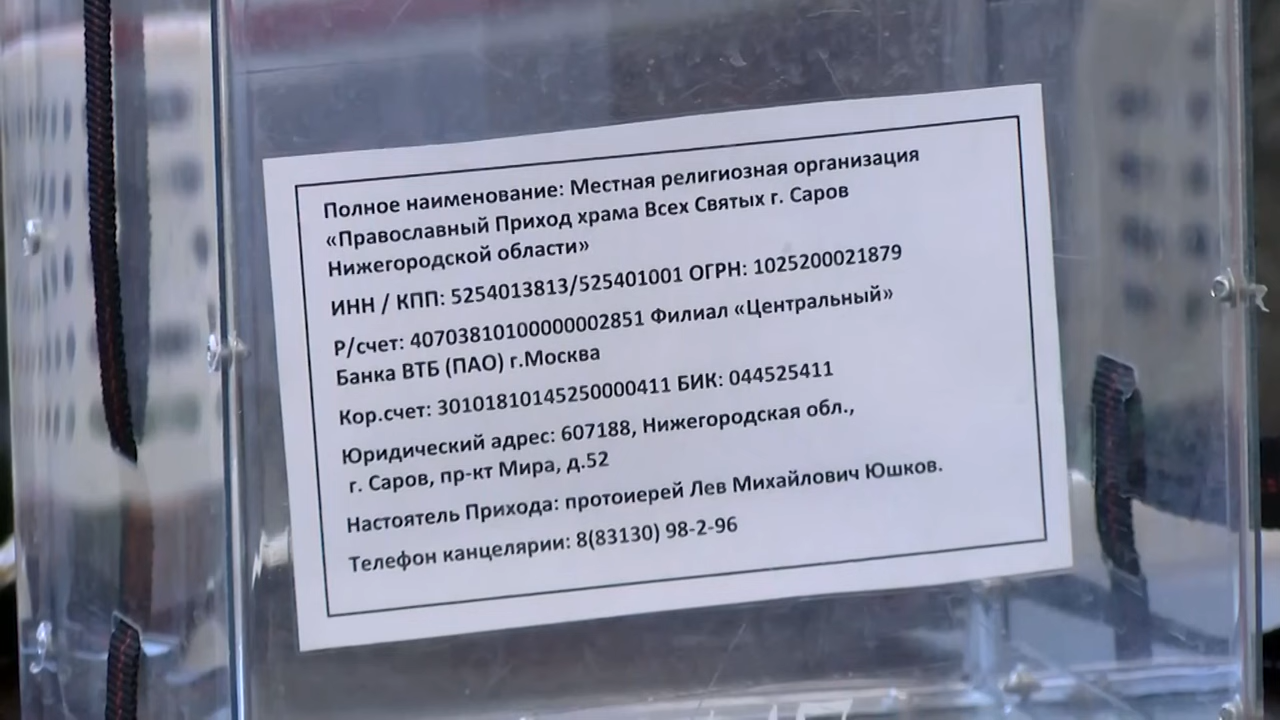 Полное наименование: Местная религиозная организация
«Православный Приход храма Всех Святых г. Саров
Нижегородской области»
ИНН / КПП: 5254013813/525401001 ОГРН: 1025200021879
Р/счет: 40703810100000002851 Филиал «Центральный»
Банка ВТБ (ПАО) г.Москва
Кор.счет: 30101810145250000411 БИК: 044525411
Юридический адрес: 607188, Нижегородская обл.,
г. Саров, пр-кт Мира, д.52
Настоятель Прихода: протоиерей Лев Михайлович Юшков.
Телефон канцелярии: 8(83130) 98-2-96